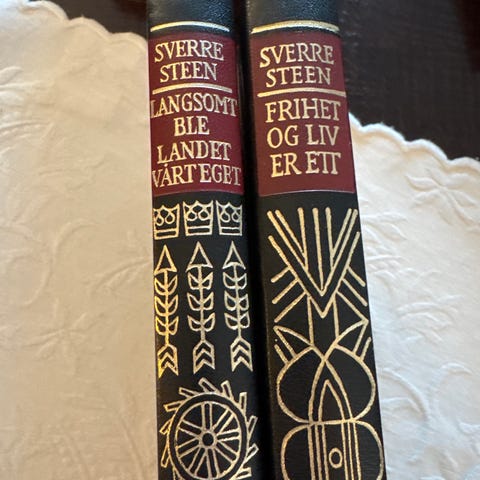 SVERRE
STEEN
LANGSOMT
BLE
LANDET
VÅRT EGET
SVERRE
STEEN
FRIHET
OG LIV
ER ETT